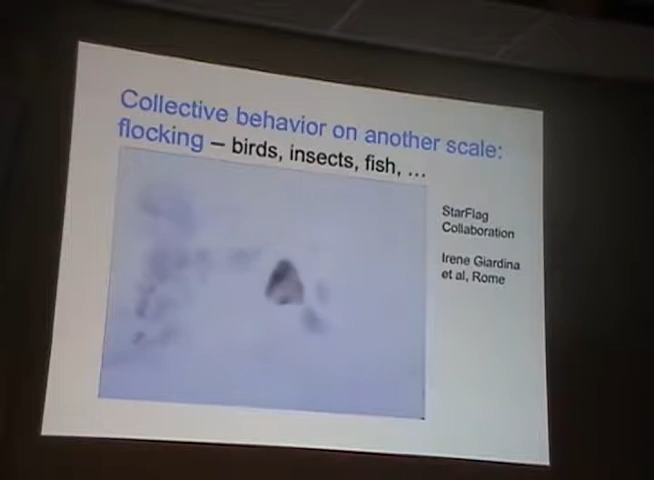 Collective behavior on another scale:
flocking – birds, insects, fish, ...
StarFlag
Collaboration
Irene Giardina
et al, Rome